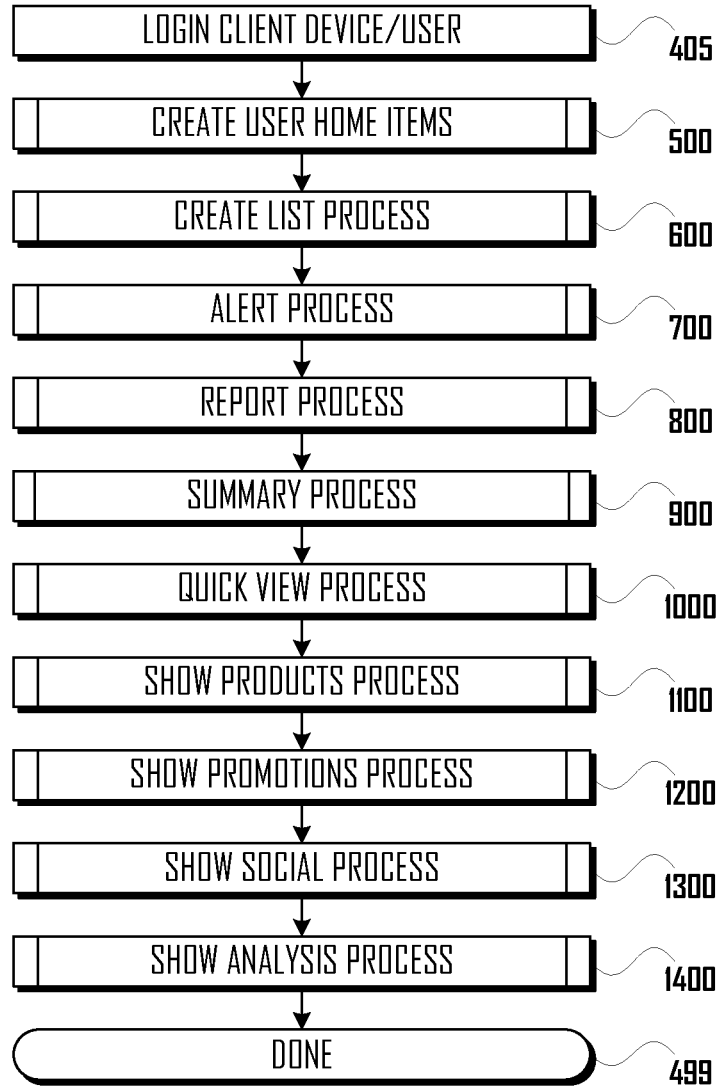 LOGIN CLIENT DEVICE/USER
405
CREATE USER HOME ITEMS
500
CREATE LIST PROCESS
600
ALERT PROCESS
700
REPORT PROCESS
800
SUMMARY PROCESS
900
QUICK VIEW PROCESS
1000
SHOW PRODUCTS PROCESS
1100
SHOW PROMOTIONS PROCESS
1200
SHOW SOCIAL PROCESS
1300
SHOW ANALYSIS PROCESS
1400
DONE
499